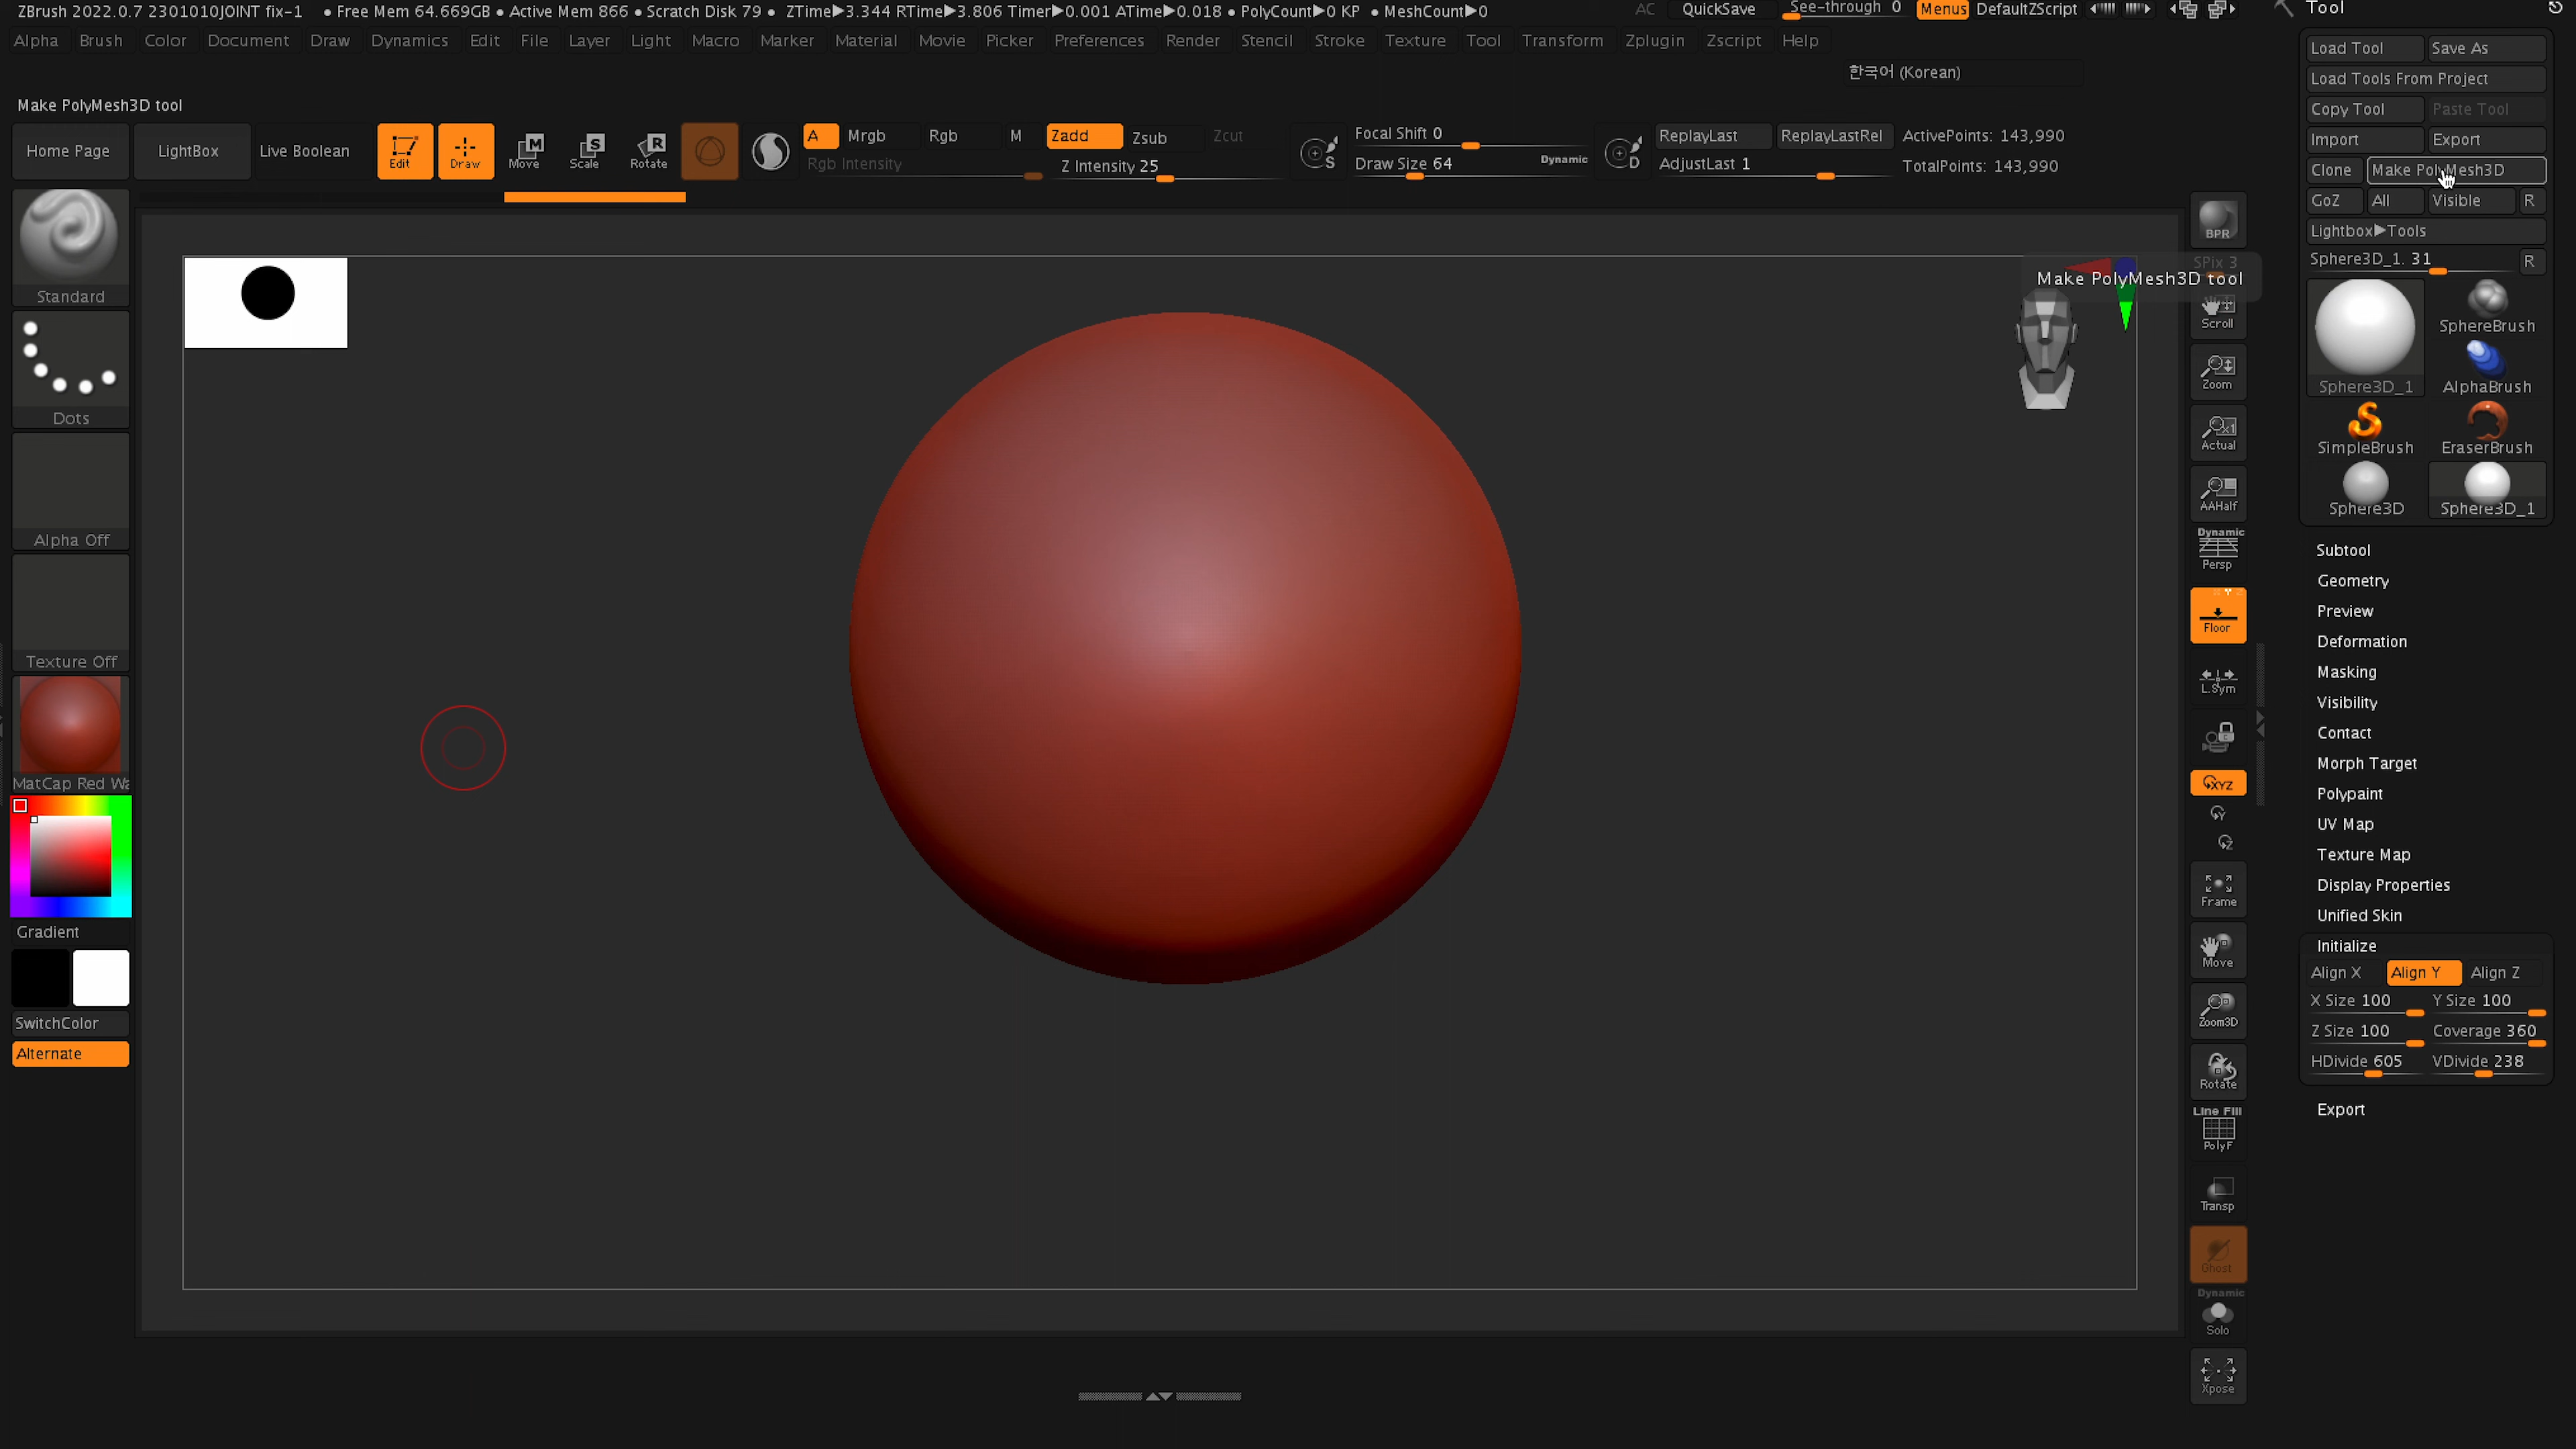 ZBrush 2022.0.7 2301010JOINT fix-1 • Free Mem 64.669GB • Active Mem 866 • Scratch Disk 79 • ZTime▶3.344 RTime▶3.806 Timer▶0.001 ATime▶0.018 • PolyCount▶0 KP • MeshCount▶0 AC QuickSave See-through 0 Menus DefaultZScript
Alpha Brush Color Document Draw Dynamics Edit File Layer Light Macro Marker Material Movie Picker Preferences Render Stencil Stroke Texture Tool Transform Zplugin Zscript Help
한국어 (Korean)
Make PolyMesh3D tool
Home Page LightBox Live Boolean
Edit Draw Move Scale Rotate
A Mrgb Rgb M Zadd Zsub Zcut
Rgb Intensity Z Intensity 25
S Focal Shift 0
Draw Size 64 Dynamic
D ReplayLast ReplayLastRel ActivePoints: 143,990
AdjustLast 1 TotalPoints: 143,990
Standard
Dots
Alpha Off
Texture Off
MatCap Red Wa
Gradient
SwitchColor
Alternate
Make PolyMesh3D tool
BPR
SPix 3
Scroll
Zoom
Actual
AAHalf
Dynamic
Persp
Floor
L.Sym
XYZ
Y
Z
Frame
Move
Zoom3D
Rotate
Line Fill
PolyF
Transp
Ghost
Dynamic
Solo
Xpose
Tool
Load Tool Save As
Load Tools From Project
Copy Tool Paste Tool
Import Export
Clone Make PolyMesh3D
GoZ All Visible R
Lightbox▶Tools
Sphere3D_1. 31 R
Sphere3D_1 SphereBrush
AlphaBrush
SimpleBrush EraserBrush
Sphere3D Sphere3D_1
Subtool
Geometry
Preview
Deformation
Masking
Visibility
Contact
Morph Target
Polypaint
UV Map
Texture Map
Display Properties
Unified Skin
Initialize
Align X Align Y Align Z
X Size 100 Y Size 100
Z Size 100 Coverage 360
HDivide 605 VDivide 238
Export